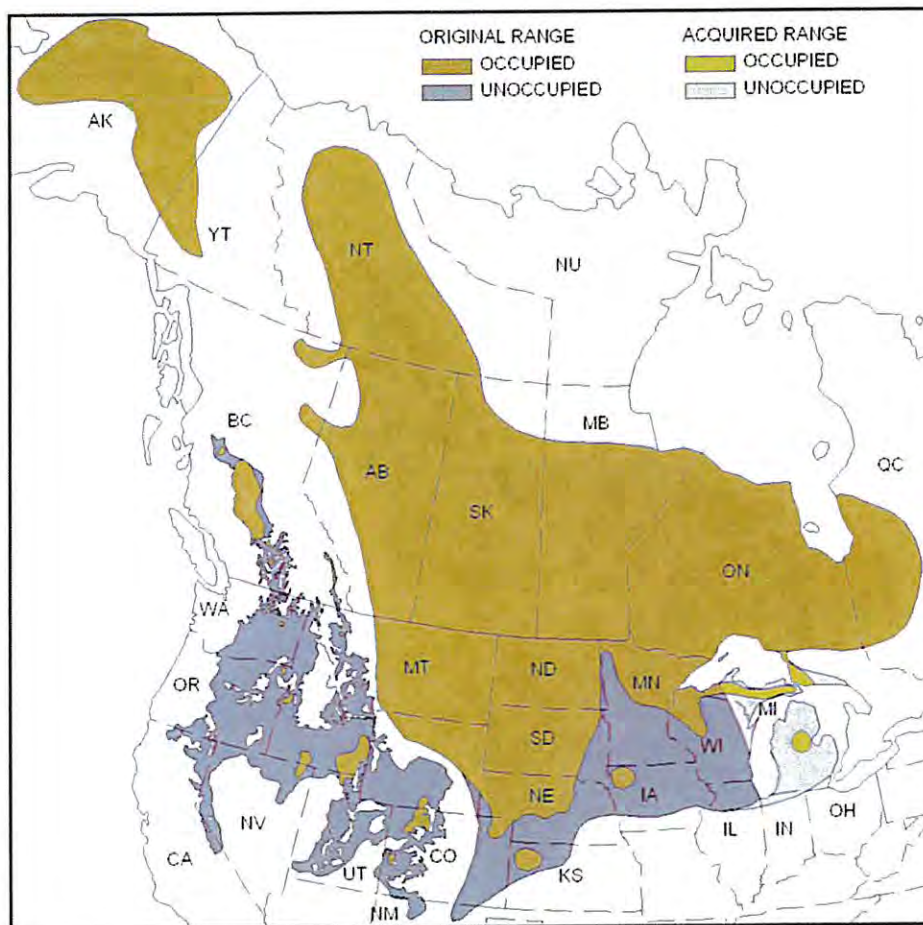 ORIGINAL RANGE
OCCUPIED
UNOCCUPIED
ACQUIRED RANGE
OCCUPIED
UNOCCUPIED
AK
YT
NT
NU
BC
AB
SK
MB
QC
ON
WA
OR
MT
ND
MN
MI
SD
WI
NE
IA
NV
CA
UT
CO
KS
IL
IN
OH
NM